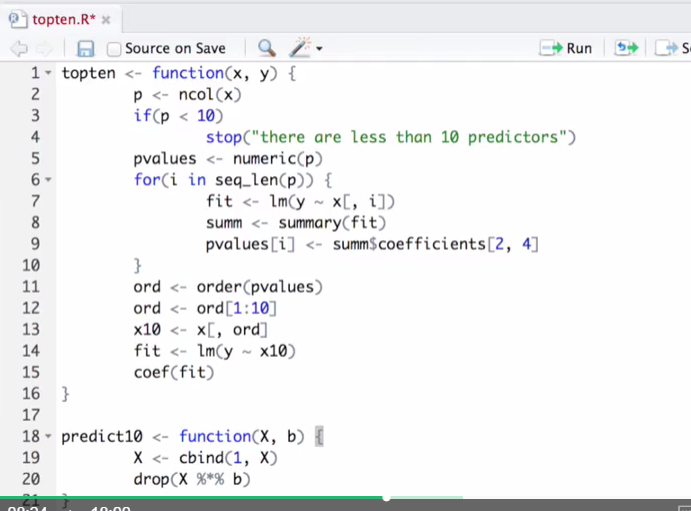 topten.R*
Source on Save
Run
1 topten <- function(x, y) {
2 p <- ncol(x)
3 if(p < 10)
4 stop("there are less than 10 predictors")
5 pvalues <- numeric(p)
6 for(i in seq_len(p)) {
7 fit <- lm(y ~ x[, i])
8 summ <- summary(fit)
9 pvalues[i] <- summ$coefficients[2, 4]
10 }
11 ord <- order(pvalues)
12 ord <- ord[1:10]
13 x10 <- x[, ord]
14 fit <- lm(y ~ x10)
15 coef(fit)
16 }
17
18 predict10 <- function(X, b) {
19 X <- cbind(1, X)
20 drop(X %*% b)
21 }